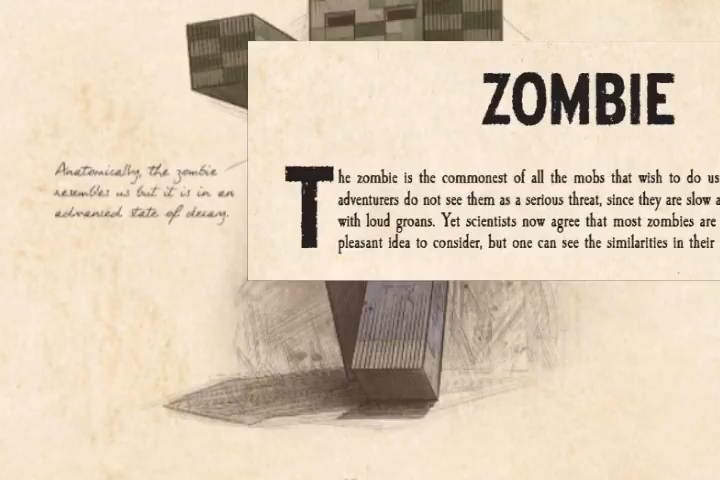 ZOMBIE
The zombie is the commonest of all the mobs that wish to do us
adventurers do not see them as a serious threat, since they are slow a
with loud groans. Yet scientists now agree that most zombies are
pleasant idea to consider, but one can see the similarities in their
Anatomically, the zombie
resembles us but it is in an
advanced state of decay.